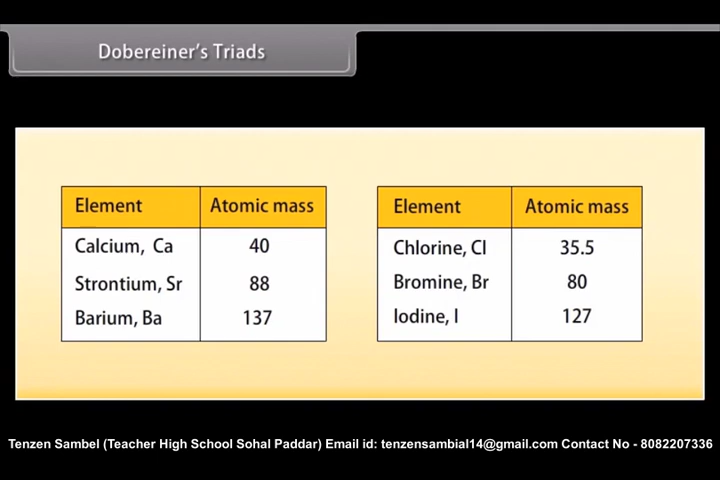 Dobereiner's Triads
Element Atomic mass
Calcium, Ca 40
Strontium, Sr 88
Barium, Ba 137
Element Atomic mass
Chlorine, Cl 35.5
Bromine, Br 80
Iodine, I 127
Tenzen Sambel (Teacher High School Sohal Paddar) Email id: tenzensambial14@gmail.com Contact No - 8082207336